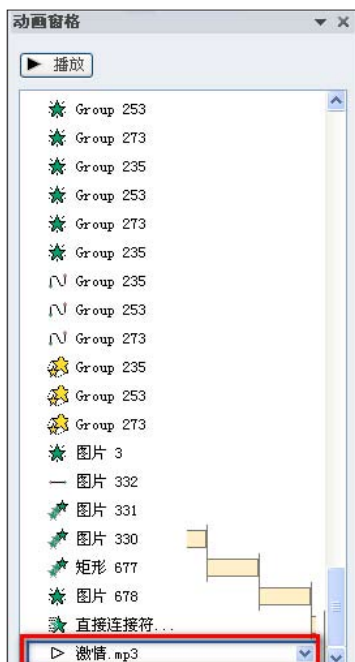 动画窗格
播放
Group 253
Group 273
Group 235
Group 253
Group 273
Group 235
Group 235
Group 253
Group 273
Group 235
Group 253
Group 273
图片 3
图片 332
图片 331
图片 330
矩形 677
图片 678
直接连接符...
激情.mp3